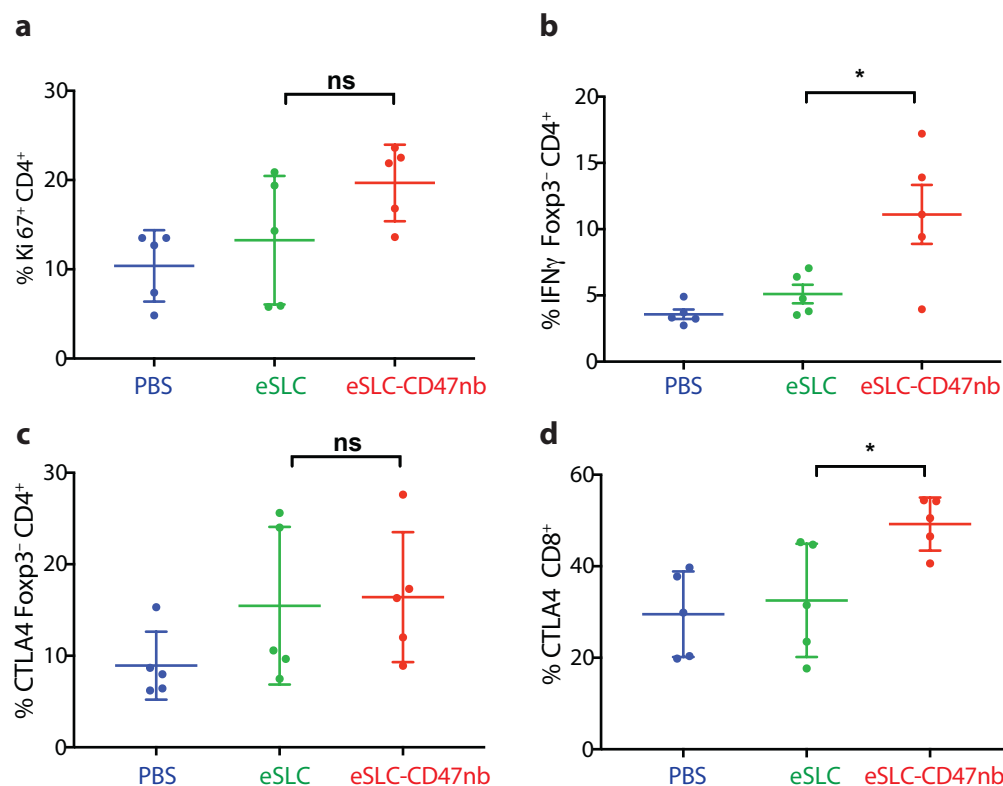 a
% Ki 67⁺ CD4⁺
30
20
10
0
ns
PBS
eSLC
eSLC-CD47nb
b
% IFNγ Foxp3⁻ CD4⁺
20
15
10
5
0
*
PBS
eSLC
eSLC-CD47nb
c
% CTLA4 Foxp3⁻ CD4⁺
30
20
10
0
ns
PBS
eSLC
eSLC-CD47nb
d
% CTLA4 CD8⁺
60
40
20
0
*
PBS
eSLC
eSLC-CD47nb